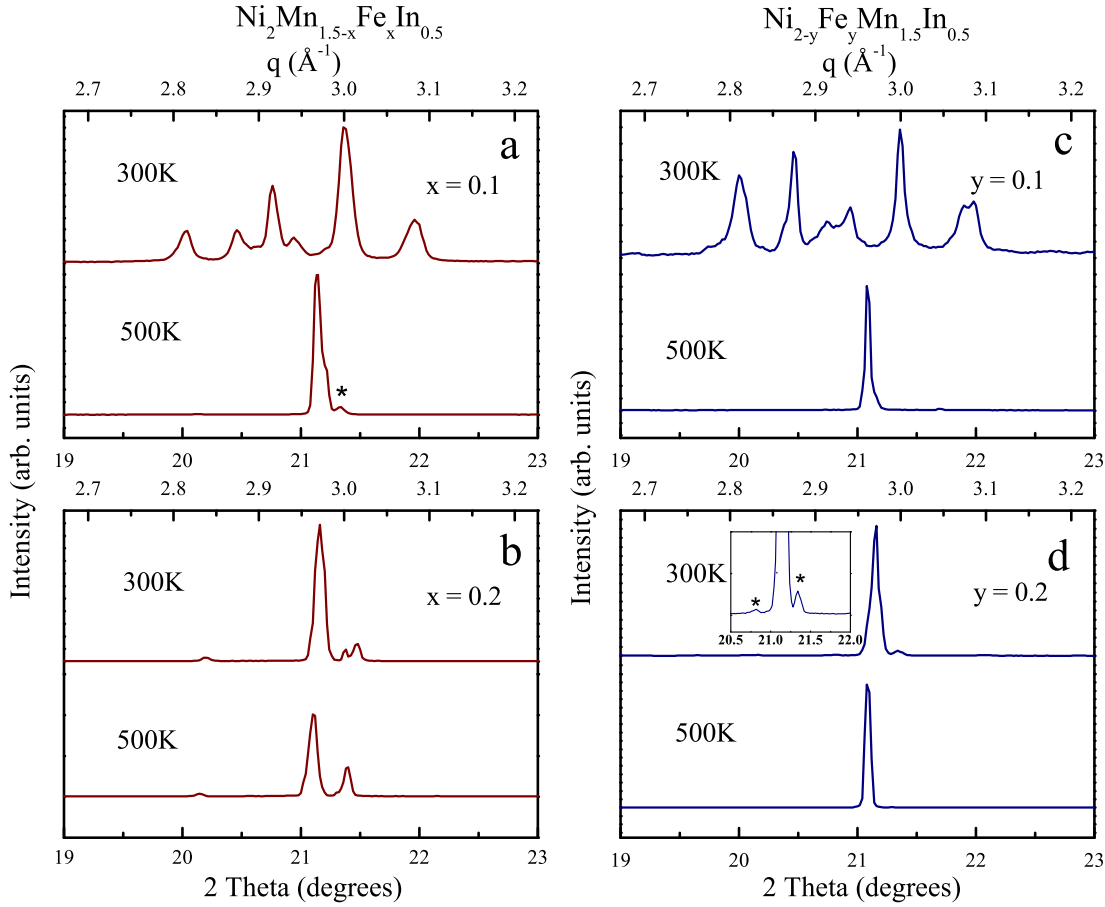 Ni2Mn1.5-xFexIn0.5
q (Å-1)
2.7 2.8 2.9 3.0 3.1 3.2
a
300K
x = 0.1
500K
*
19 20 21 22 23
2.7 2.8 2.9 3.0 3.1 3.2
b
300K
x = 0.2
500K
19 20 21 22 23
2 Theta (degrees)
Intensity (arb. units)
Ni2-yFeyMn1.5In0.5
q (Å-1)
2.7 2.8 2.9 3.0 3.1 3.2
c
300K
y = 0.1
500K
19 20 21 22 23
2.7 2.8 2.9 3.0 3.1 3.2
d
300K
* *
20.5 21.0 21.5 22.0
y = 0.2
500K
19 20 21 22 23
2 Theta (degrees)
Intensity (arb. units)